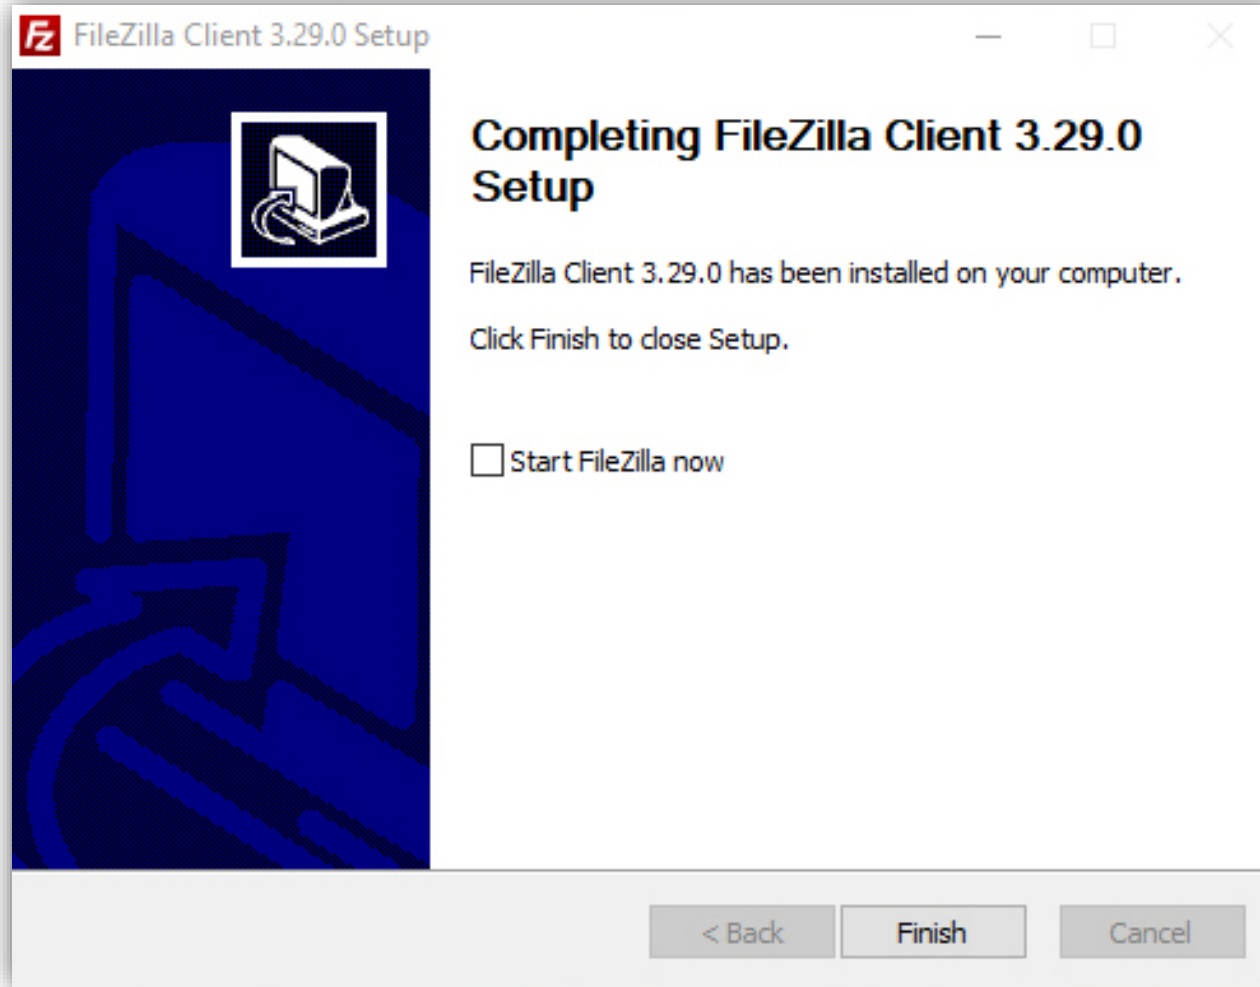 FileZilla Client 3.29.0 Setup
Completing FileZilla Client 3.29.0
Setup
FileZilla Client 3.29.0 has been installed on your computer.
Click Finish to close Setup.
Start FileZilla now
< Back
Finish
Cancel